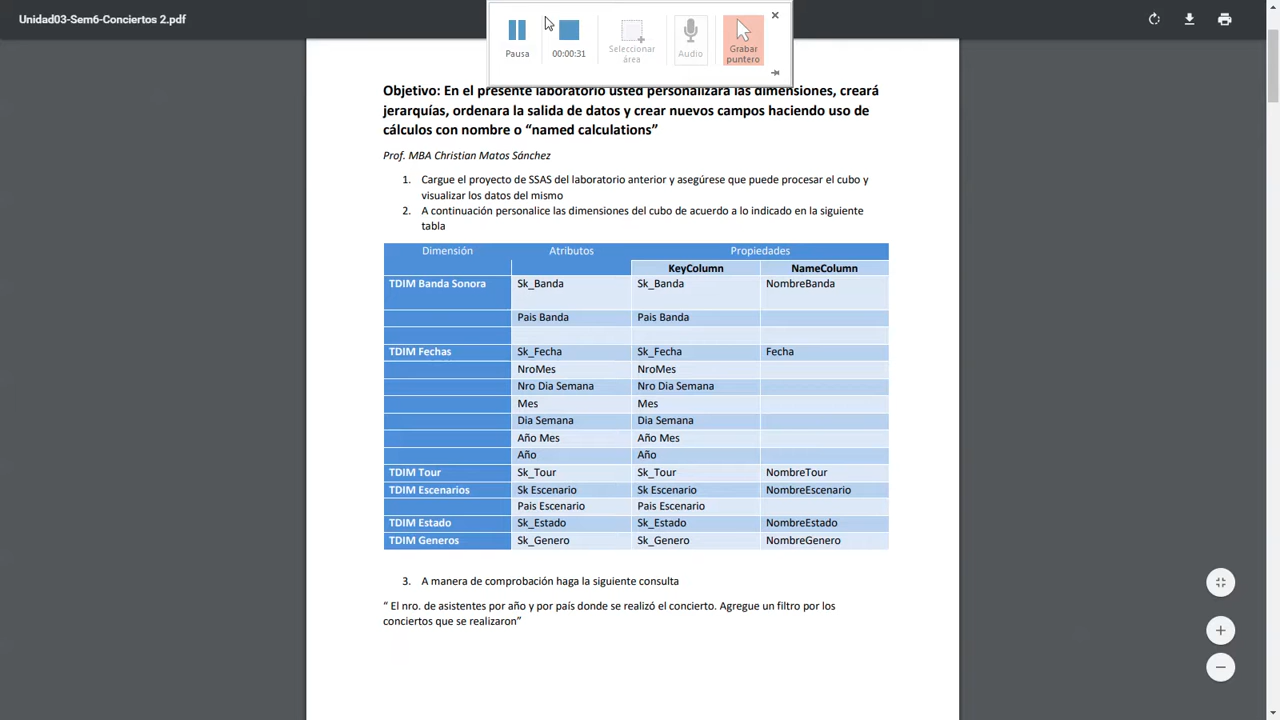 Unidad03-Sem6-Conciertos 2.pdf
Pausa
00:00:31
Seleccionar
área
Audio
Grabar
puntero
Objetivo: En el presente laboratorio usted personalizara las dimensiones, creará
jerarquías, ordenara la salida de datos y crear nuevos campos haciendo uso de
cálculos con nombre o “named calculations”
Prof. MBA Christian Matos Sánchez
1. Cargue el proyecto de SSAS del laboratorio anterior y asegúrese que puede procesar el cubo y
visualizar los datos del mismo
2. A continuación personalice las dimensiones del cubo de acuerdo a lo indicado en la siguiente
tabla
Dimensión Atributos Propiedades
KeyColumn NameColumn
TDIM Banda Sonora Sk_Banda Sk_Banda NombreBanda
Pais Banda Pais Banda
TDIM Fechas Sk_Fecha Sk_Fecha Fecha
NroMes NroMes
Nro Dia Semana Nro Dia Semana
Mes Mes
Dia Semana Dia Semana
Año Mes Año Mes
Año Año
TDIM Tour Sk_Tour Sk_Tour NombreTour
TDIM Escenarios Sk Escenario Sk Escenario NombreEscenario
Pais Escenario Pais Escenario
TDIM Estado Sk_Estado Sk_Estado NombreEstado
TDIM Generos Sk_Genero Sk_Genero NombreGenero
3. A manera de comprobación haga la siguiente consulta
“ El nro. de asistentes por año y por país donde se realizó el concierto. Agregue un filtro por los
conciertos que se realizaron”